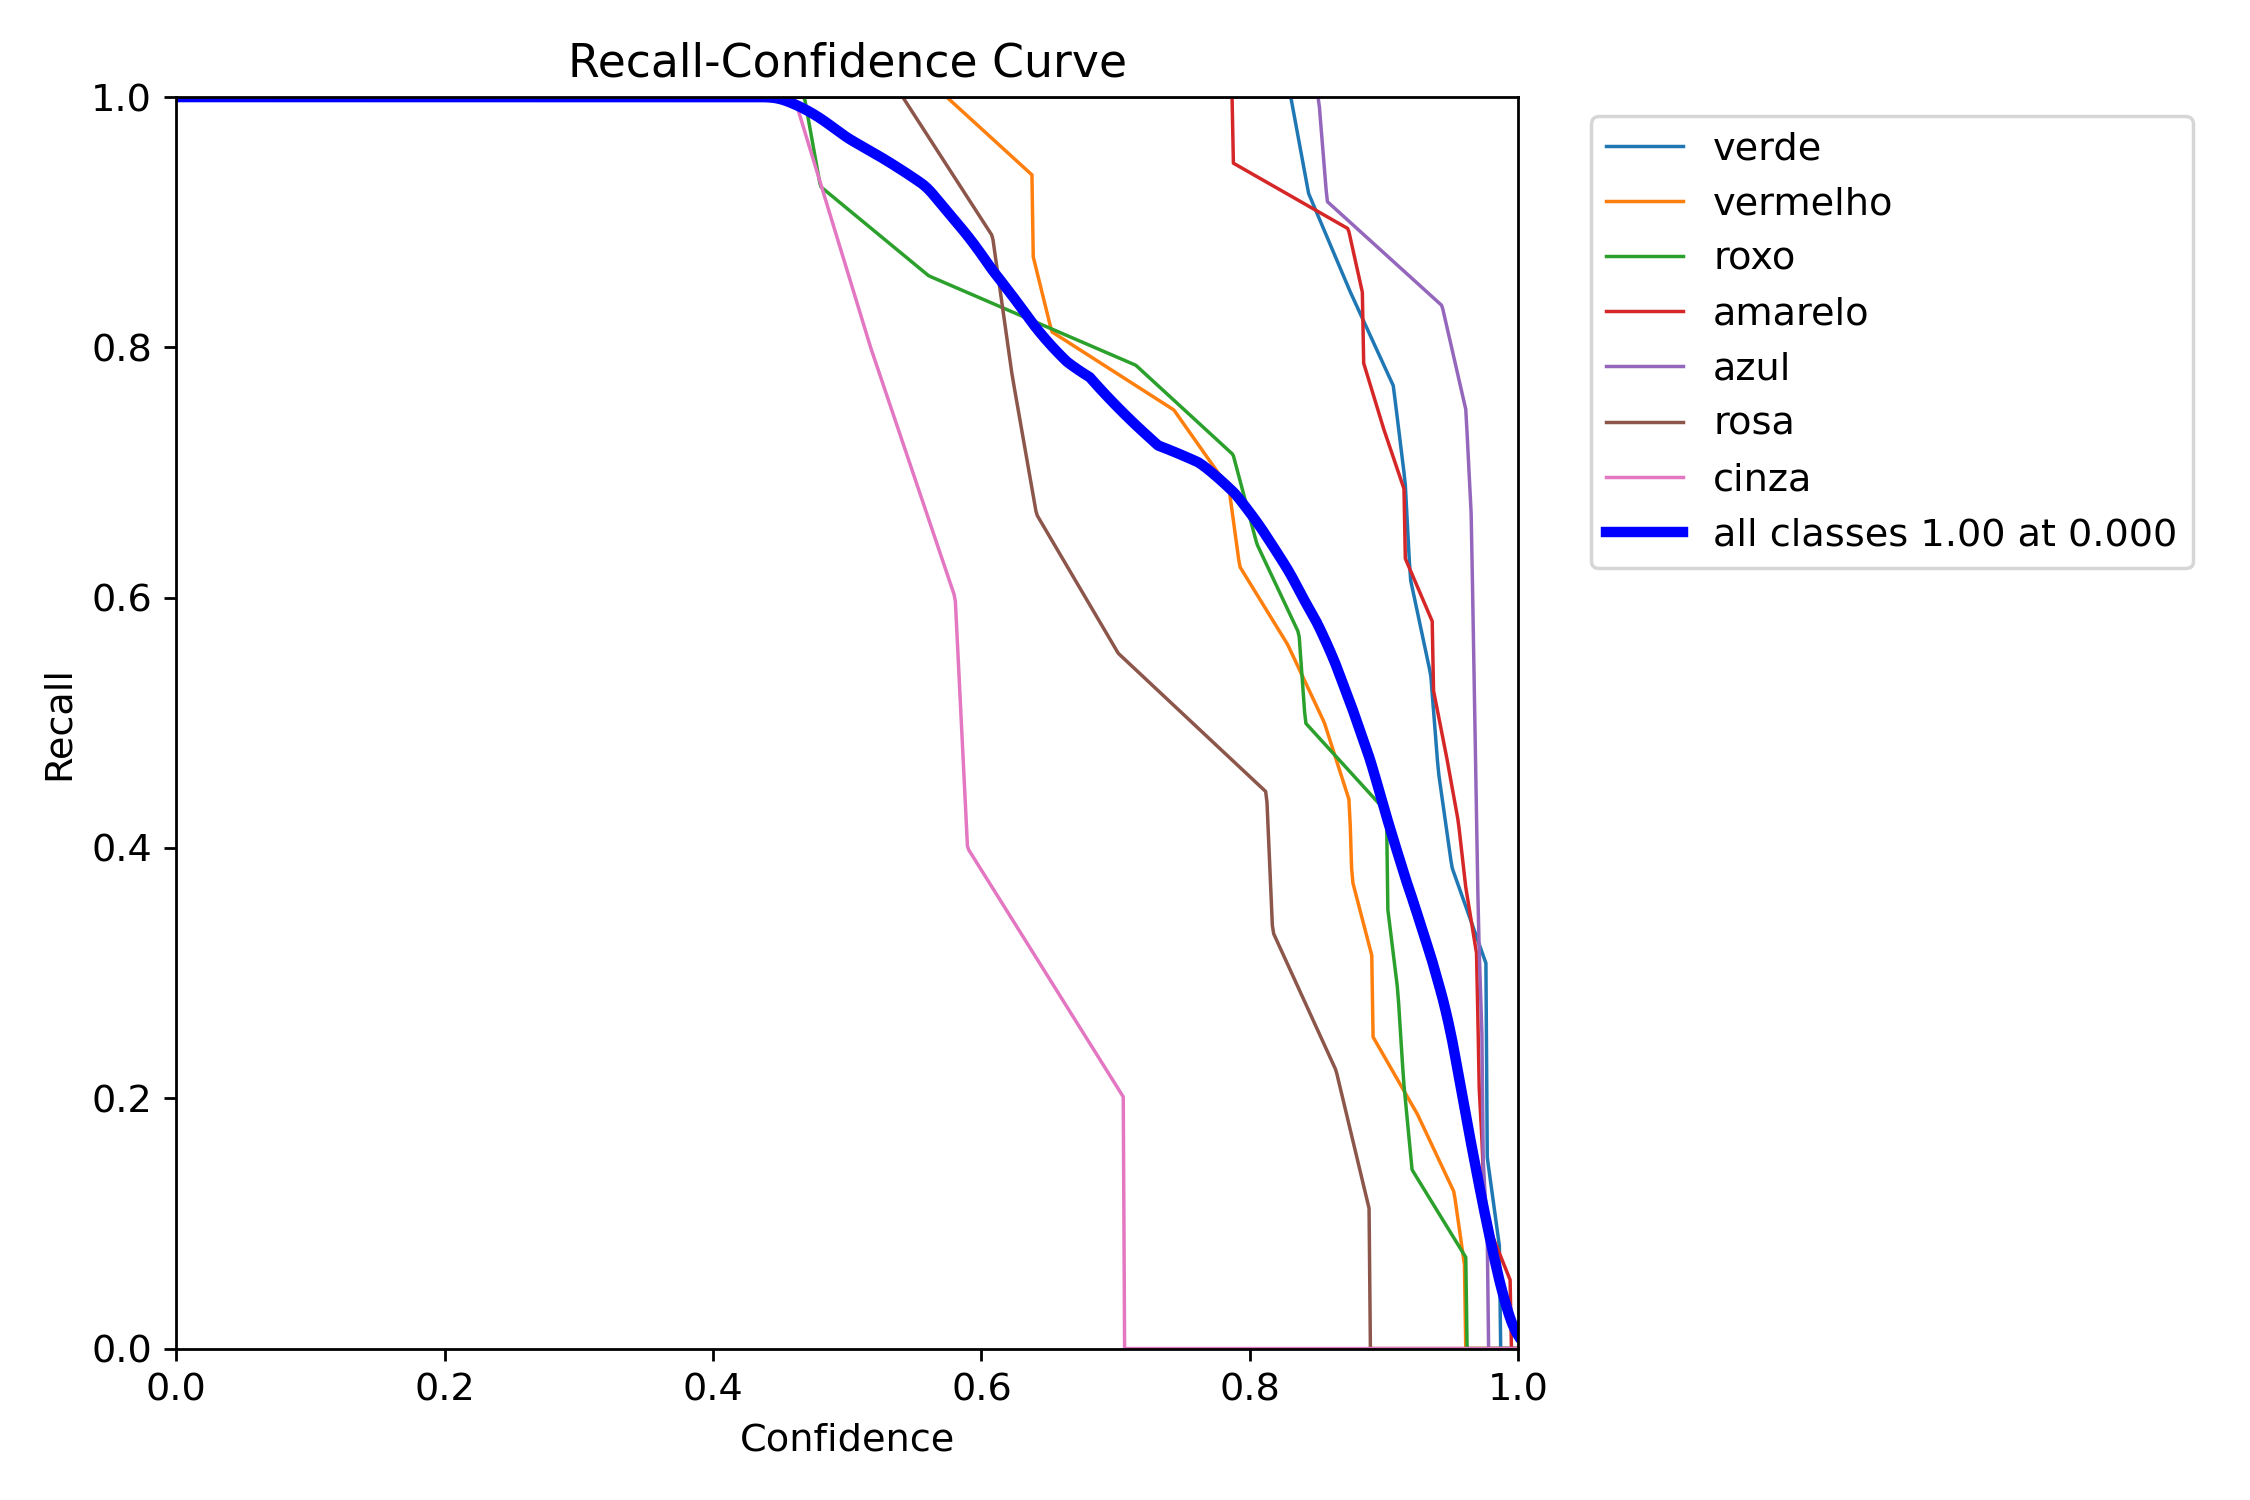 Recall-Confidence Curve
1.0
0.8
0.6
0.4
0.2
0.0
Recall
0.0 0.2 0.4 0.6 0.8 1.0
Confidence
verde
vermelho
roxo
amarelo
azul
rosa
cinza
all classes 1.00 at 0.000